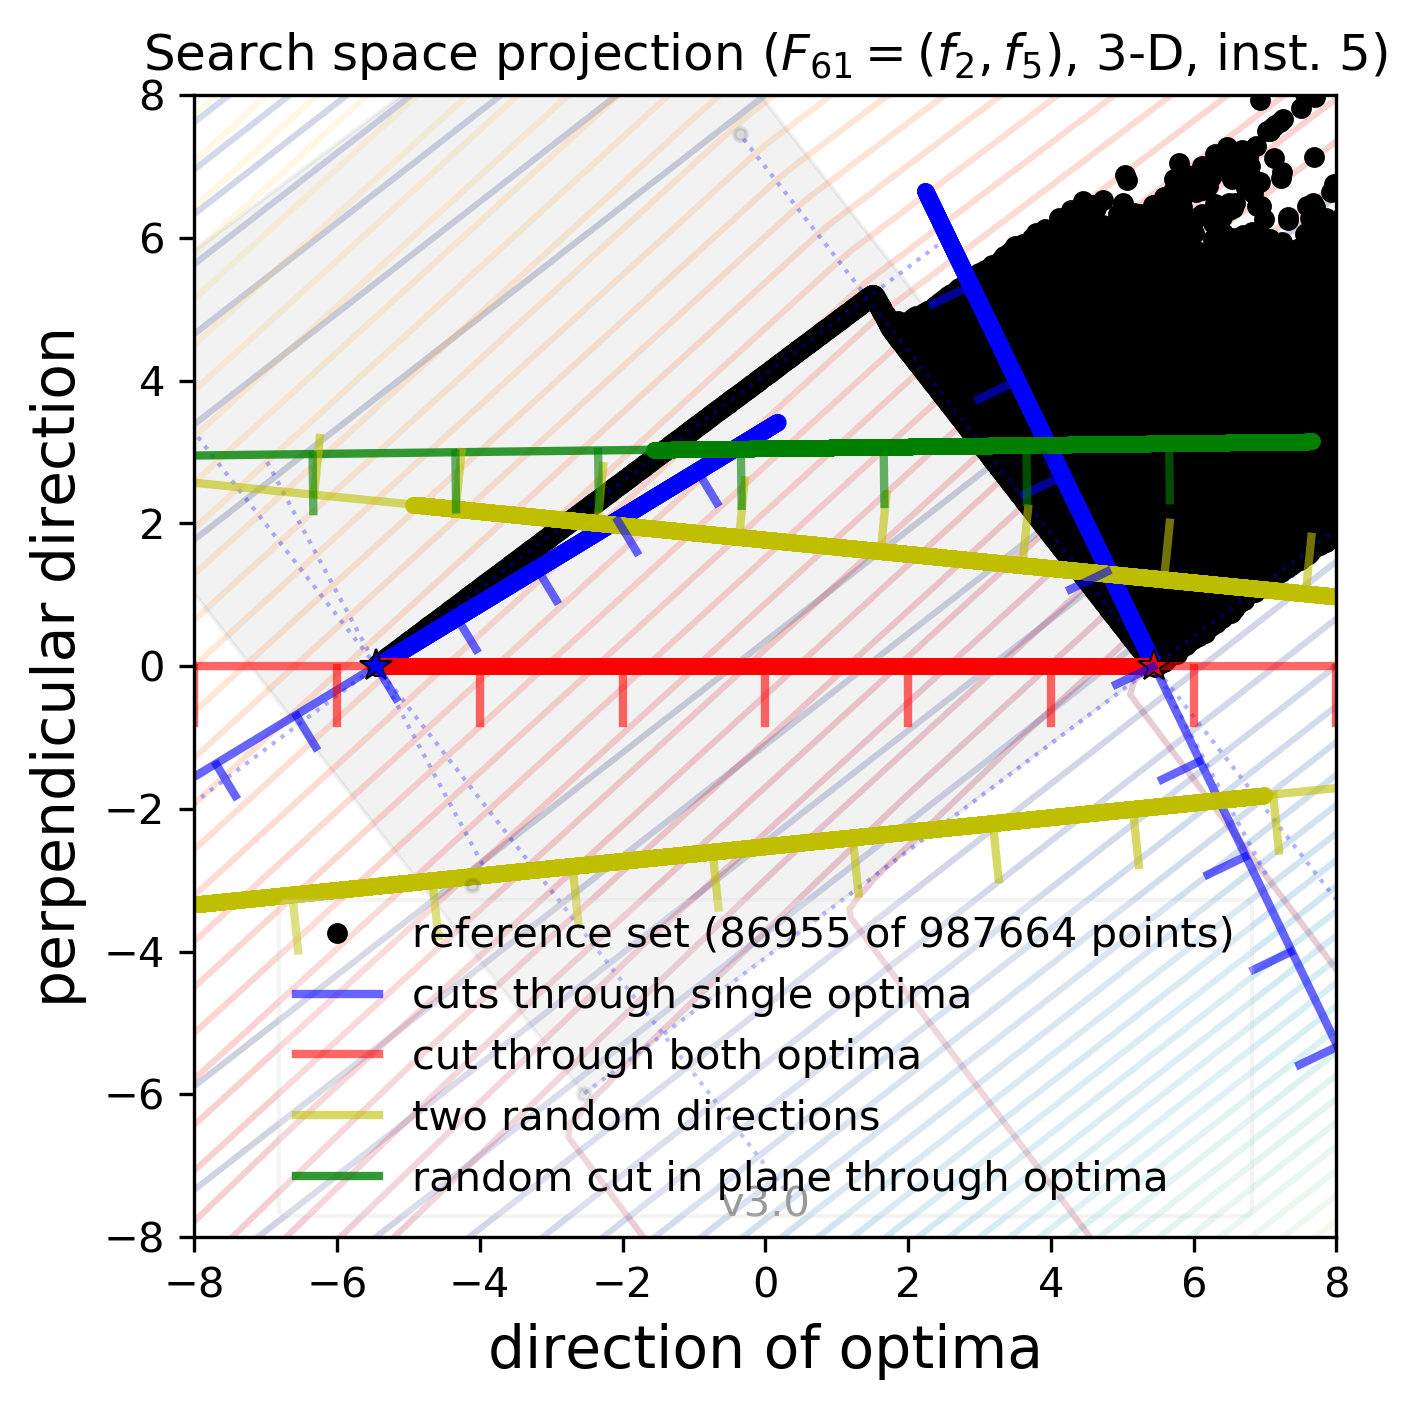 Search space projection (F61 = (f2, f5), 3-D, inst. 5)
perpendicular direction
8
6
4
2
0
−2
−4
−6
−8
reference set (86955 of 987664 points)
cuts through single optima
cut through both optima
two random directions
random cut in plane through optima
v3.0
−8 −6 −4 −2 0 2 4 6 8
direction of optima